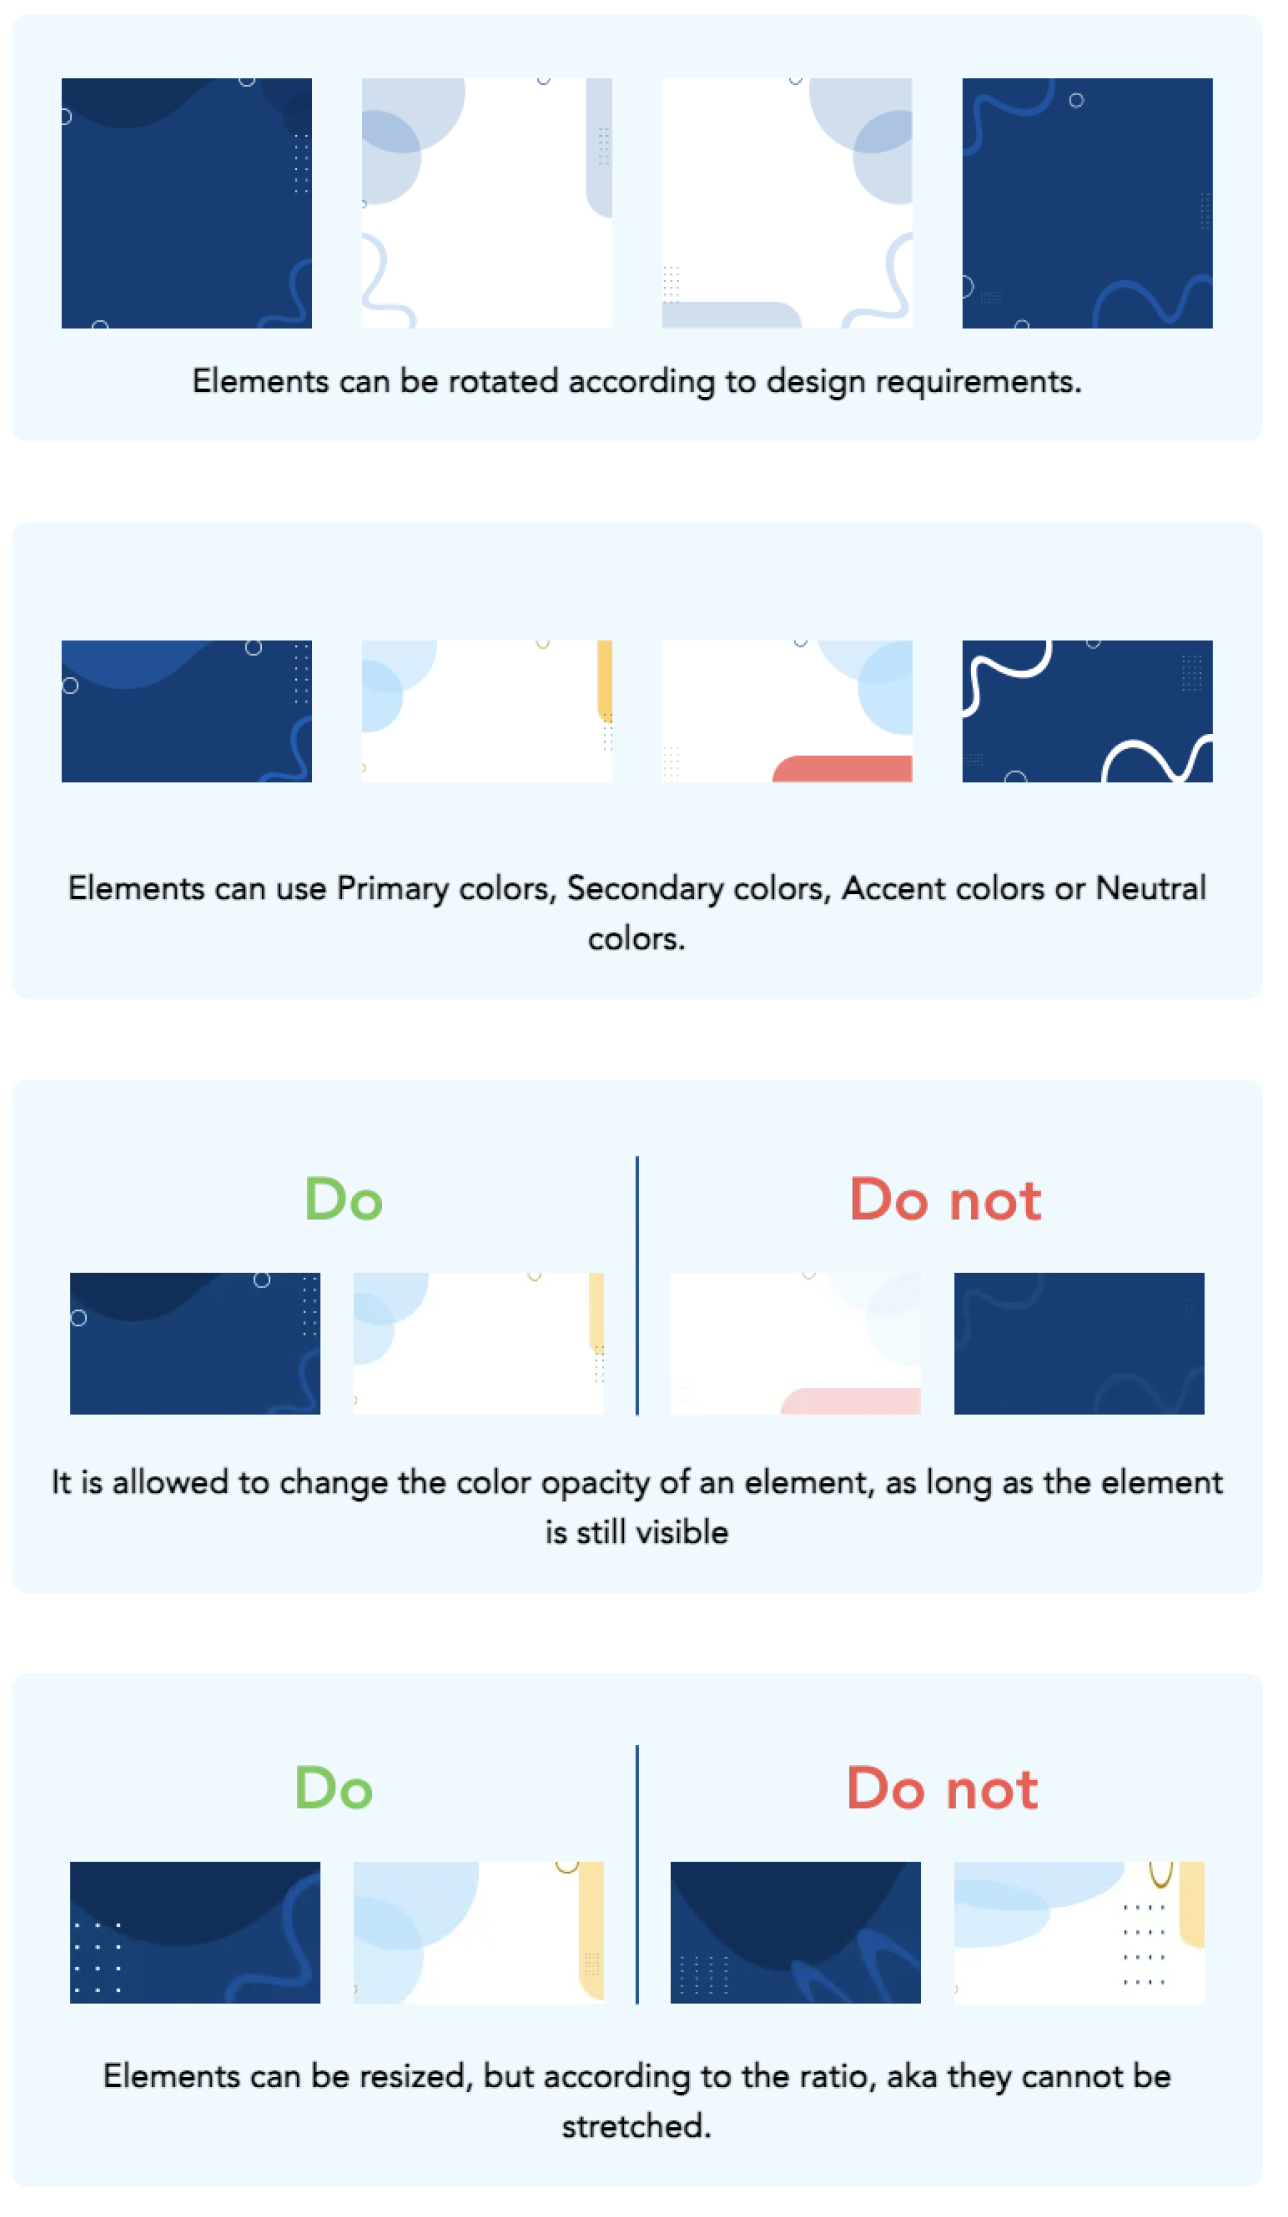 Elements can be rotated according to design requirements.
Elements can use Primary colors, Secondary colors, Accent colors or Neutral
colors.
Do
Do not
It is allowed to change the color opacity of an element, as long as the element
is still visible
Do
Do not
Elements can be resized, but according to the ratio, aka they cannot be
stretched.